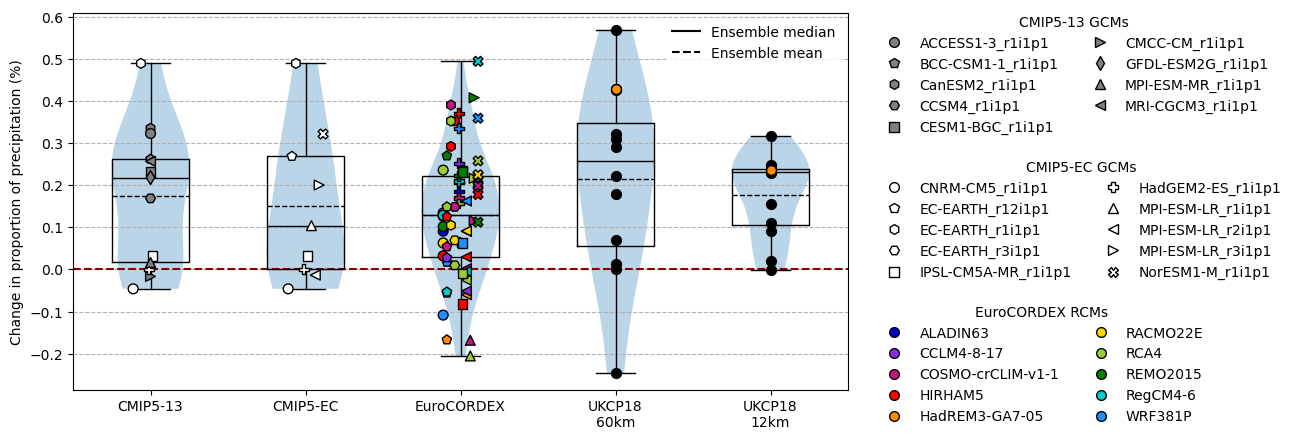 Change in proportion of precipitation (%)
0.6
0.5
0.4
0.3
0.2
0.1
0.0
−0.1
−0.2
Ensemble median
Ensemble mean
CMIP5-13
CMIP5-EC
EuroCORDEX
UKCP18
60km
UKCP18
12km
CMIP5-13 GCMs
ACCESS1-3_r1i1p1
BCC-CSM1-1_r1i1p1
CanESM2_r1i1p1
CCSM4_r1i1p1
CESM1-BGC_r1i1p1
CMCC-CM_r1i1p1
GFDL-ESM2G_r1i1p1
MPI-ESM-MR_r1i1p1
MRI-CGCM3_r1i1p1
CMIP5-EC GCMs
CNRM-CM5_r1i1p1
EC-EARTH_r12i1p1
EC-EARTH_r1i1p1
EC-EARTH_r3i1p1
IPSL-CM5A-MR_r1i1p1
HadGEM2-ES_r1i1p1
MPI-ESM-LR_r1i1p1
MPI-ESM-LR_r2i1p1
MPI-ESM-LR_r3i1p1
NorESM1-M_r1i1p1
EuroCORDEX RCMs
ALADIN63
CCLM4-8-17
COSMO-crCLIM-v1-1
HIRHAM5
HadREM3-GA7-05
RACMO22E
RCA4
REMO2015
RegCM4-6
WRF381P